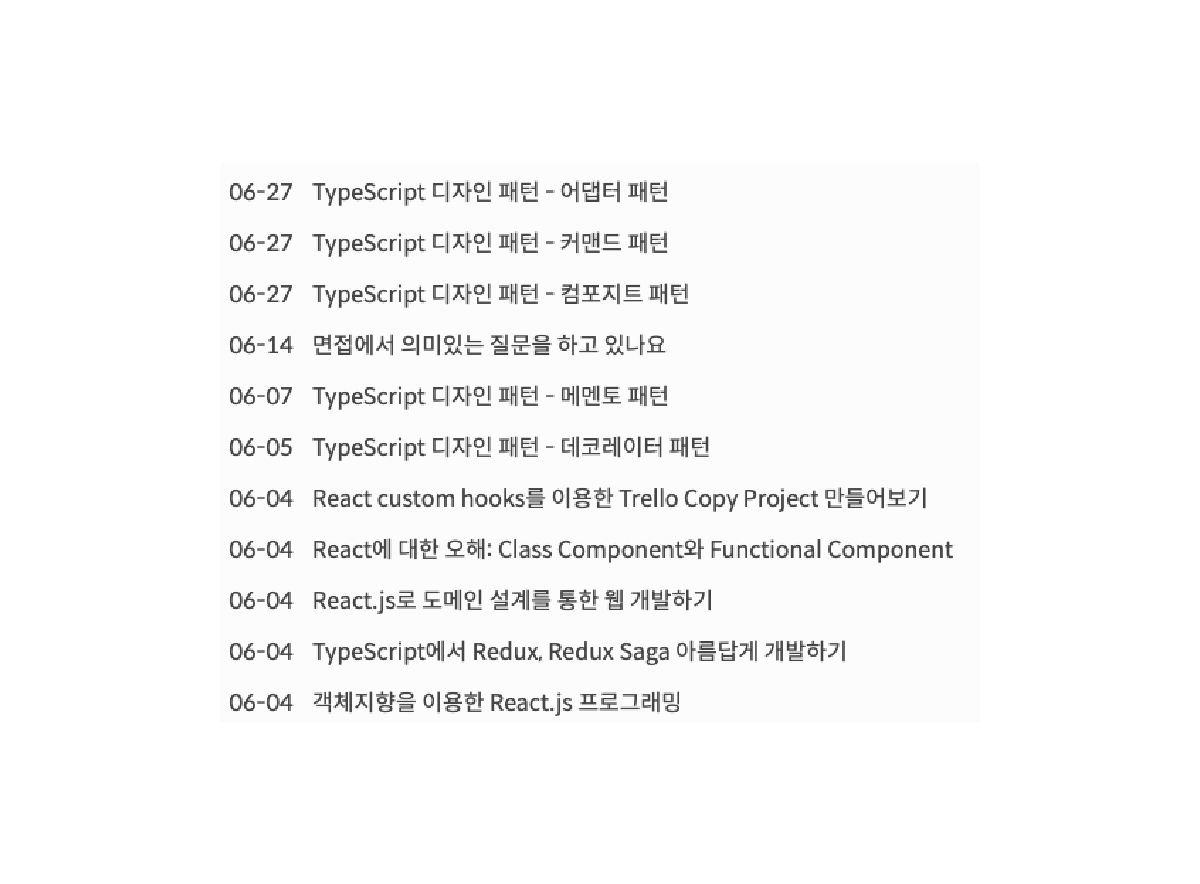 06-27 TypeScript 디자인 패턴 - 어댑터 패턴
06-27 TypeScript 디자인 패턴 - 커맨드 패턴
06-27 TypeScript 디자인 패턴 - 컴포지트 패턴
06-14 면접에서 의미있는 질문을 하고 있나요
06-07 TypeScript 디자인 패턴 - 메멘토 패턴
06-05 TypeScript 디자인 패턴 - 데코레이터 패턴
06-04 React custom hooks를 이용한 Trello Copy Project 만들어보기
06-04 React에 대한 오해: Class Component와 Functional Component
06-04 React.js로 도메인 설계를 통한 웹 개발하기
06-04 TypeScript에서 Redux, Redux Saga 아름답게 개발하기
06-04 객체지향을 이용한 React.js 프로그래밍